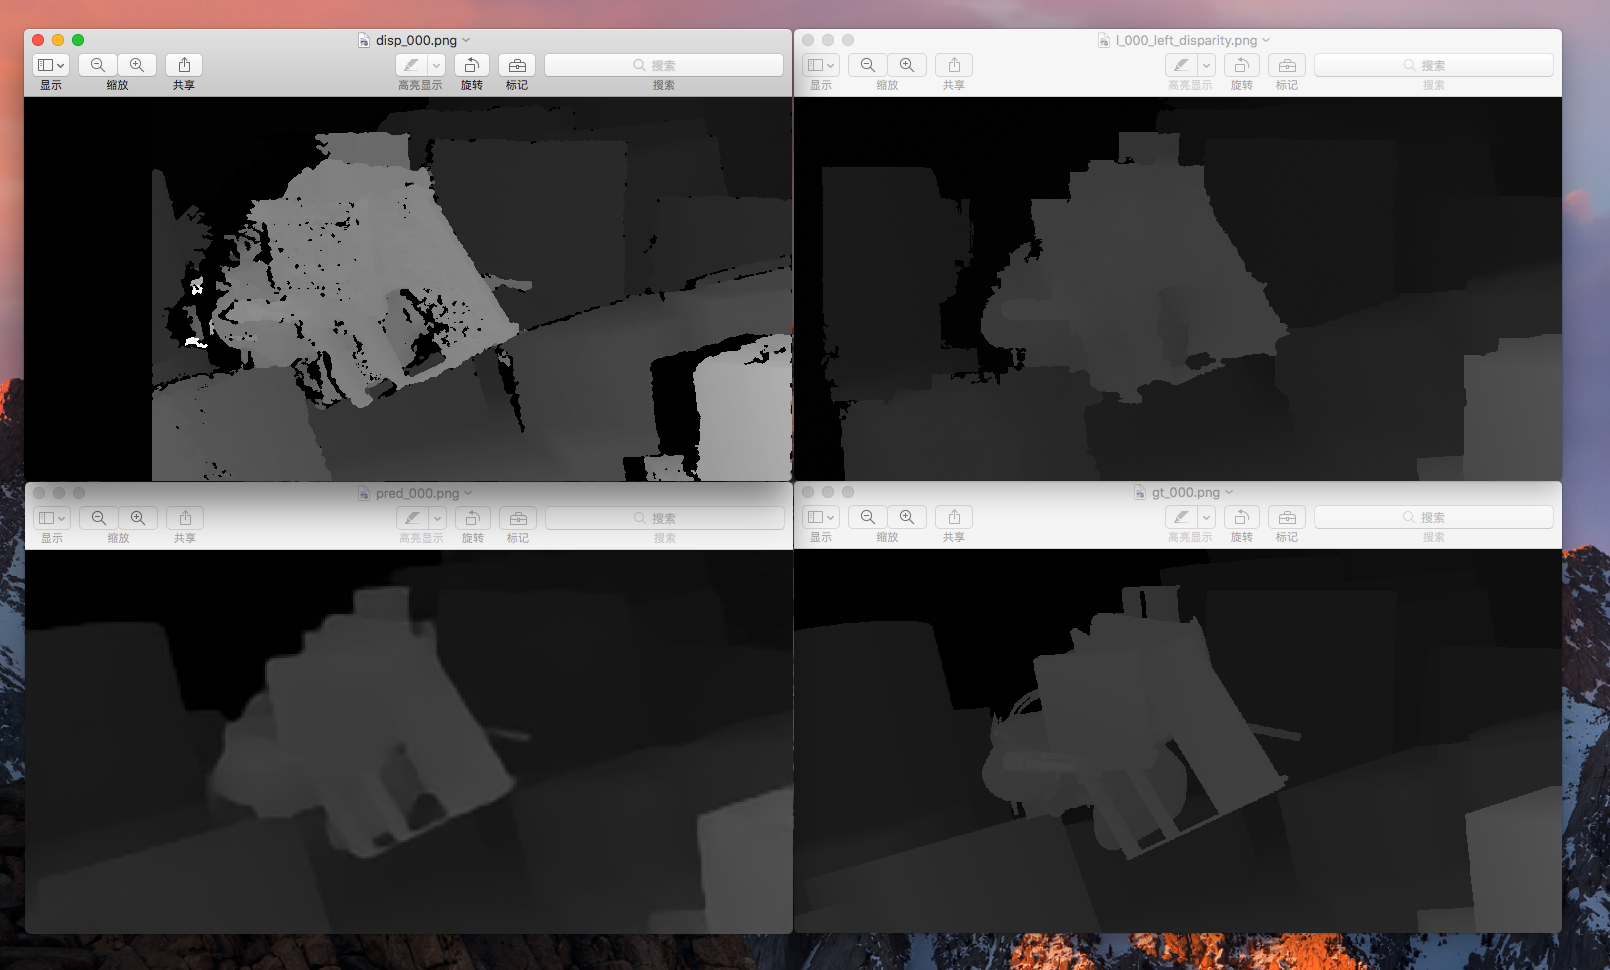 disp_000.png
显示
缩放
共享
高亮显示
旋转
标记
搜索
搜索
l_000_left_disparity.png
显示
缩放
共享
高亮显示
旋转
标记
搜索
搜索
pred_000.png
显示
缩放
共享
高亮显示
旋转
标记
搜索
搜索
gt_000.png
显示
缩放
共享
高亮显示
旋转
标记
搜索
搜索